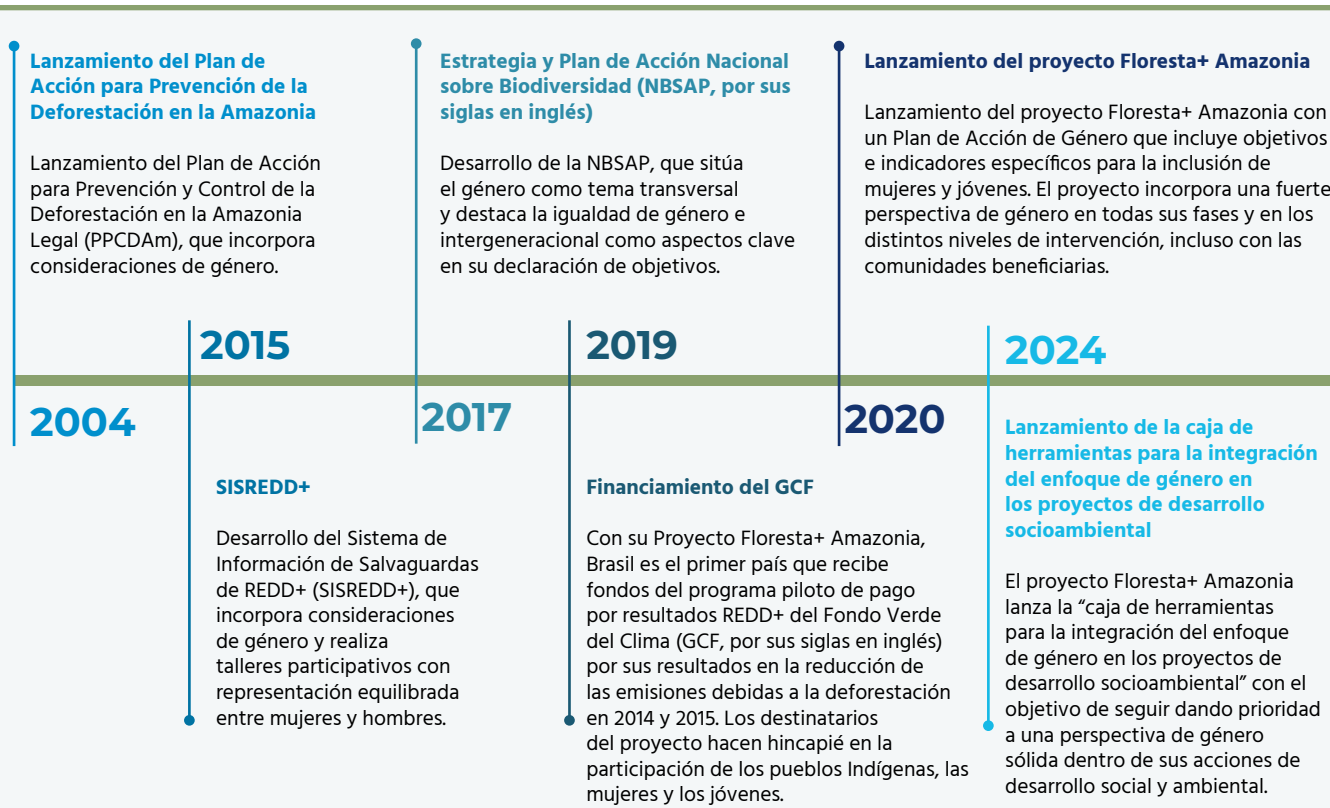 Lanzamiento del Plan de
Acción para Prevención de la
Deforestación en la Amazonia
Lanzamiento del Plan de Acción
para Prevención y Control de la
Deforestación en la Amazonia
Legal (PPCDAm), que incorpora
consideraciones de género.
2004
2015
SISREDD+
Desarrollo del Sistema de
Información de Salvaguardas
de REDD+ (SISREDD+), que
incorpora consideraciones
de género y realiza
talleres participativos con
representación equilibrada
entre mujeres y hombres.
Estrategia y Plan de Acción Nacional
sobre Biodiversidad (NBSAP, por sus
siglas en inglés)
Desarrollo de la NBSAP, que sitúa
el género como tema transversal
y destaca la igualdad de género e
intergeneracional como aspectos clave
en su declaración de objetivos.
2017
2019
Financiamiento del GCF
Con su Proyecto Floresta+ Amazonia,
Brasil es el primer país que recibe
fondos del programa piloto de pago
por resultados REDD+ del Fondo Verde
del Clima (GCF, por sus siglas en inglés)
por sus resultados en la reducción de
las emisiones debidas a la deforestación
en 2014 y 2015. Los destinatarios
del proyecto hacen hincapié en la
participación de los pueblos Indígenas, las
mujeres y los jóvenes.
Lanzamiento del proyecto Floresta+ Amazonia
Lanzamiento del proyecto Floresta+ Amazonia con
un Plan de Acción de Género que incluye objetivos
e indicadores específicos para la inclusión de
mujeres y jóvenes. El proyecto incorpora una fuerte
perspectiva de género en todas sus fases y en los
distintos niveles de intervención, incluso con las
comunidades beneficiarias.
2020
2024
Lanzamiento de la caja de
herramientas para la integración
del enfoque de género en
los proyectos de desarrollo
socioambiental
El proyecto Floresta+ Amazonia
lanza la “caja de herramientas
para la integración del enfoque
de género en los proyectos de
desarrollo socioambiental” con el
objetivo de seguir dando prioridad
a una perspectiva de género
sólida dentro de sus acciones de
desarrollo social y ambiental.